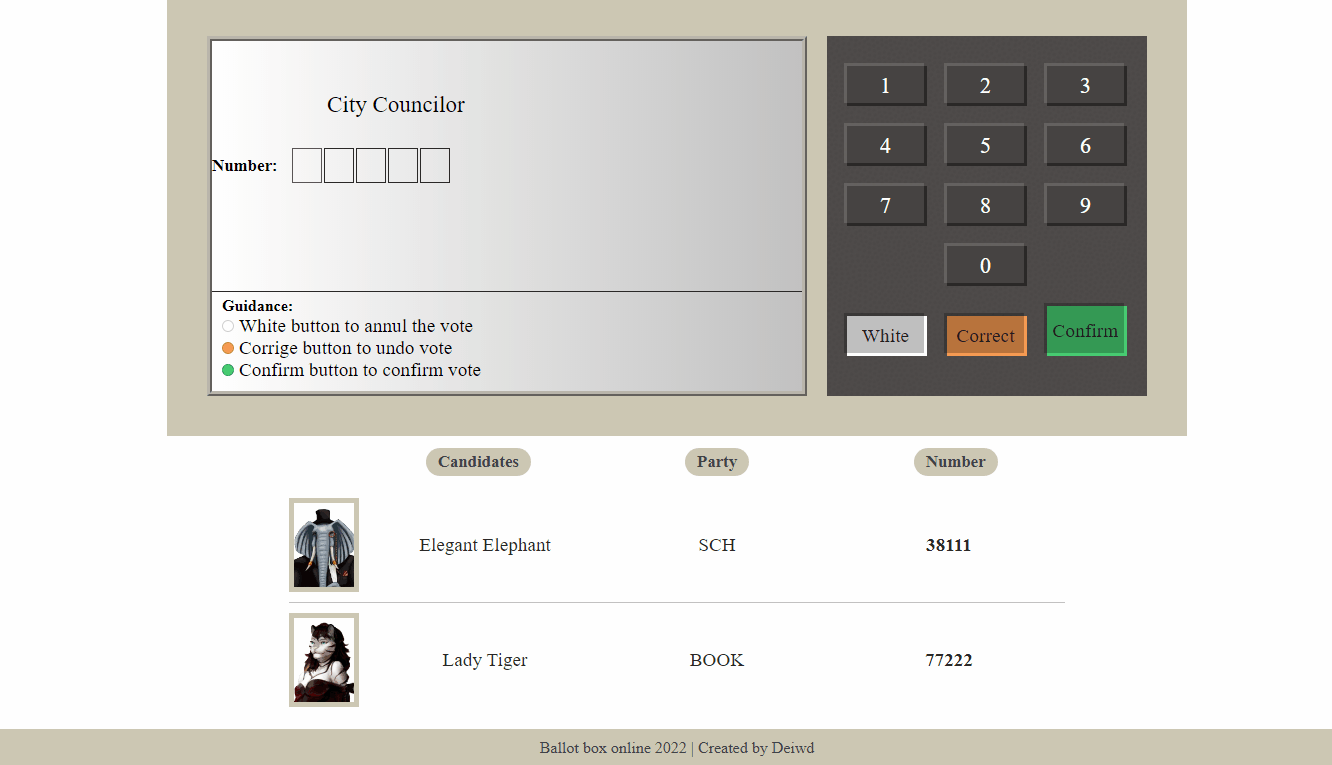 City Councilor
Number:
Guidance:
White button to annul the vote
Corrige button to undo vote
Confirm button to confirm vote
1 2 3
4 5 6
7 8 9
0
White Correct Confirm
Candidates Party Number
Elegant Elephant SCH 38111
Lady Tiger BOOK 77222
Ballot box online 2022 | Created by Deiwd